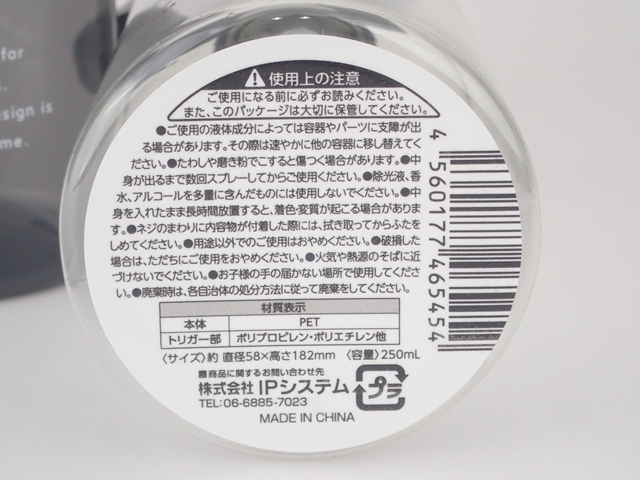 for
s.
esign is
me.
使用上の注意
ご使用になる前に必ずお読みください。
また、このパッケージは大切に保管してください。
●ご使用の液体成分によっては容器やパーツに支障が出
る場合があります。その際は速やかに他の容器に移し替えてく
ださい。●たわしや磨き粉でこすると傷つく場合があります。●中
身が出るまで数回スプレーしてからご使用ください。●除光液、香
水、アルコールを多量に含んだものには使用しないでください。●中
身を入れたまま長時間放置すると、着色・変質が起こる場合がありま
す。●ネジのまわりに内容物が付着した際には、拭き取ってからふたを
しめてください。●用途以外でのご使用はおやめください。●破損した
場合は、ただちにご使用をおやめください。●火気や熱源のそばに近
づけないでください。●お子様の手の届かない場所で使用してください。
●廃棄時は、各自治体の処分方法に従って廃棄をしてください。
材質表示
本体 PET
トリガー部 ポリプロピレン・ポリエチレン他
〈サイズ〉約 直径58×高さ182mm 〈容量〉250mL
■商品に関するお問い合わせ先
株式会社 IPシステム
TEL:06-6885-7023
プラ
MADE IN CHINA
4 560177 465454